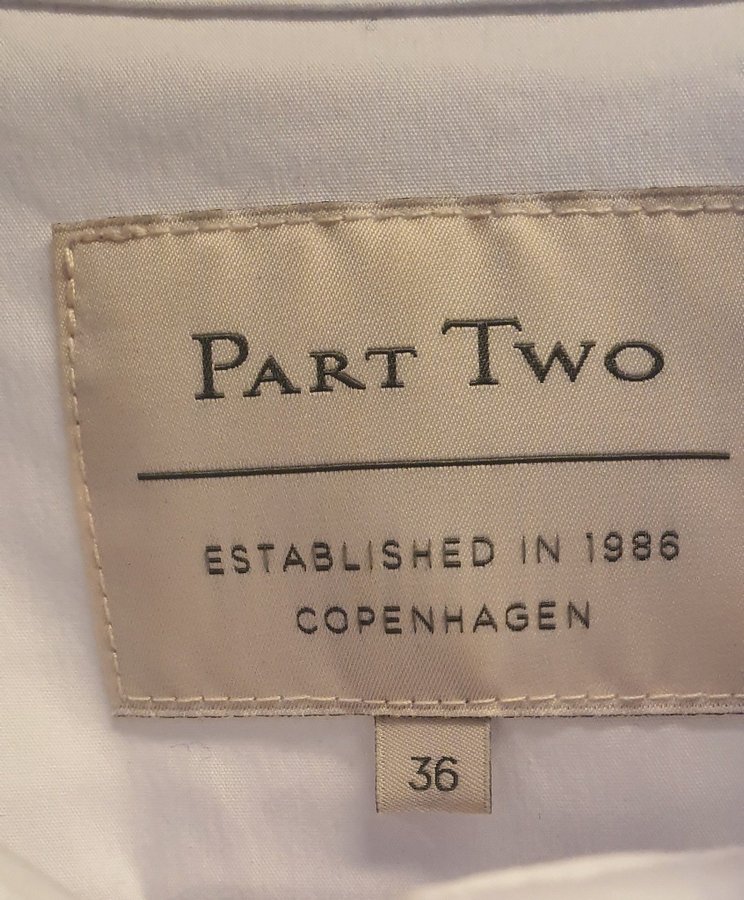 PART TWO
ESTABLISHED IN 1986
COPENHAGEN
36